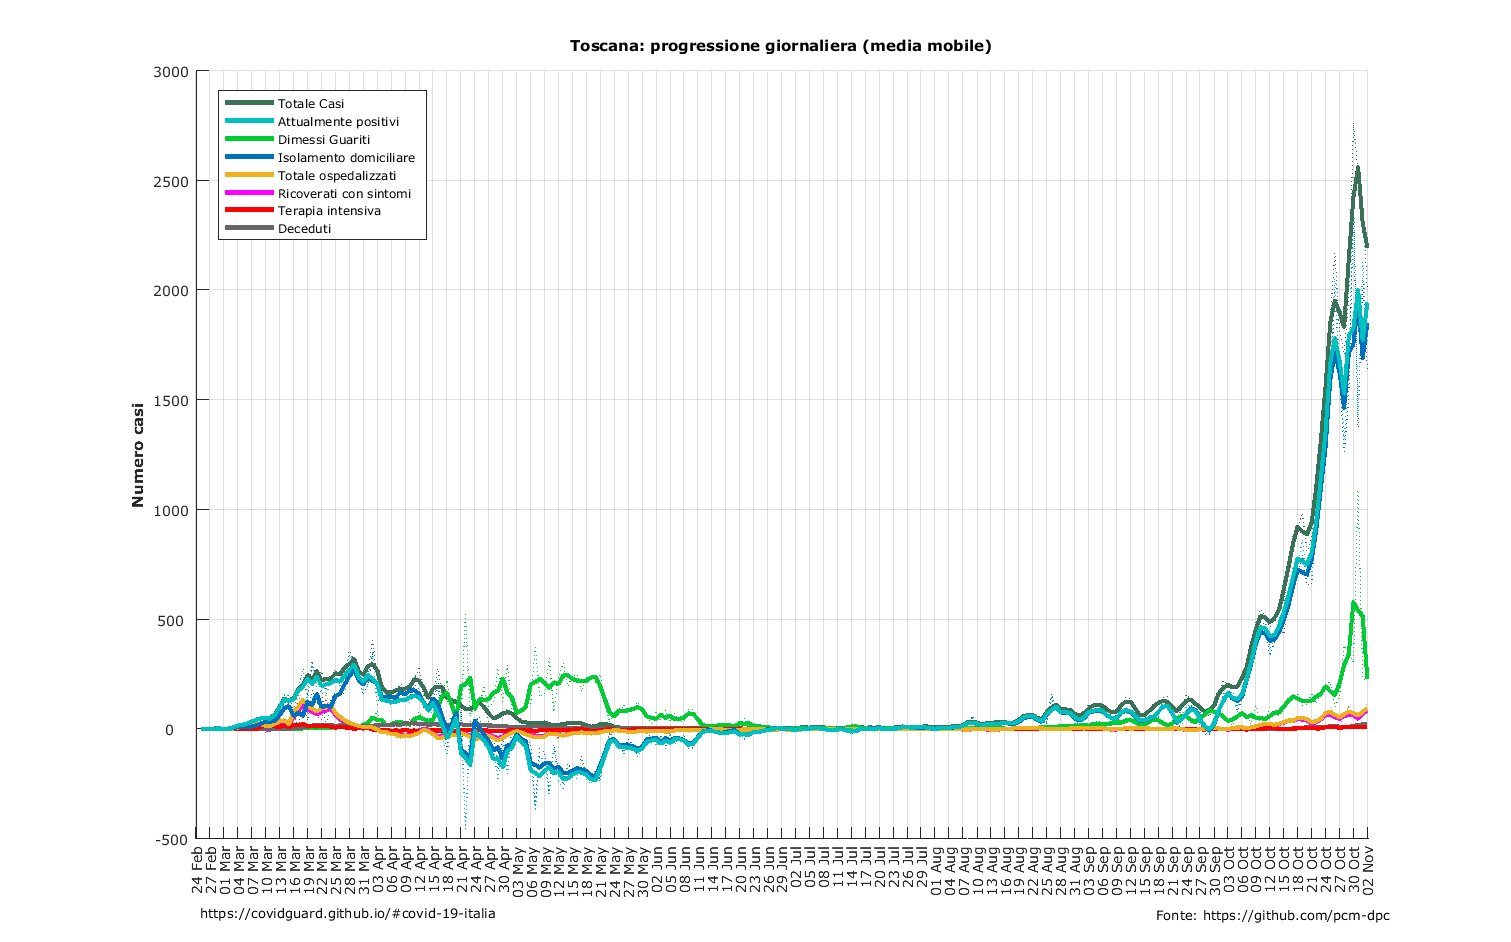 Toscana: progressione giornaliera (media mobile)
3000
2500
2000
1500
1000
500
0
-500
Numero casi
Totale Casi
Attualmente positivi
Dimessi Guariti
Isolamento domiciliare
Totale ospedalizzati
Ricoverati con sintomi
Terapia intensiva
Deceduti
24 Feb
27 Feb
01 Mar
04 Mar
07 Mar
10 Mar
13 Mar
16 Mar
19 Mar
22 Mar
25 Mar
28 Mar
31 Mar
03 Apr
06 Apr
09 Apr
12 Apr
15 Apr
18 Apr
21 Apr
24 Apr
27 Apr
30 Apr
03 May
06 May
09 May
12 May
15 May
18 May
21 May
24 May
27 May
30 May
02 Jun
05 Jun
08 Jun
11 Jun
14 Jun
17 Jun
20 Jun
23 Jun
26 Jun
29 Jun
02 Jul
05 Jul
08 Jul
11 Jul
14 Jul
17 Jul
20 Jul
23 Jul
26 Jul
29 Jul
01 Aug
04 Aug
07 Aug
10 Aug
13 Aug
16 Aug
19 Aug
22 Aug
25 Aug
28 Aug
31 Aug
03 Sep
06 Sep
09 Sep
12 Sep
15 Sep
18 Sep
21 Sep
24 Sep
27 Sep
30 Sep
03 Oct
06 Oct
09 Oct
12 Oct
15 Oct
18 Oct
21 Oct
24 Oct
27 Oct
30 Oct
02 Nov
https://covidguard.github.io/#covid-19-italia
Fonte: https://github.com/pcm-dpc